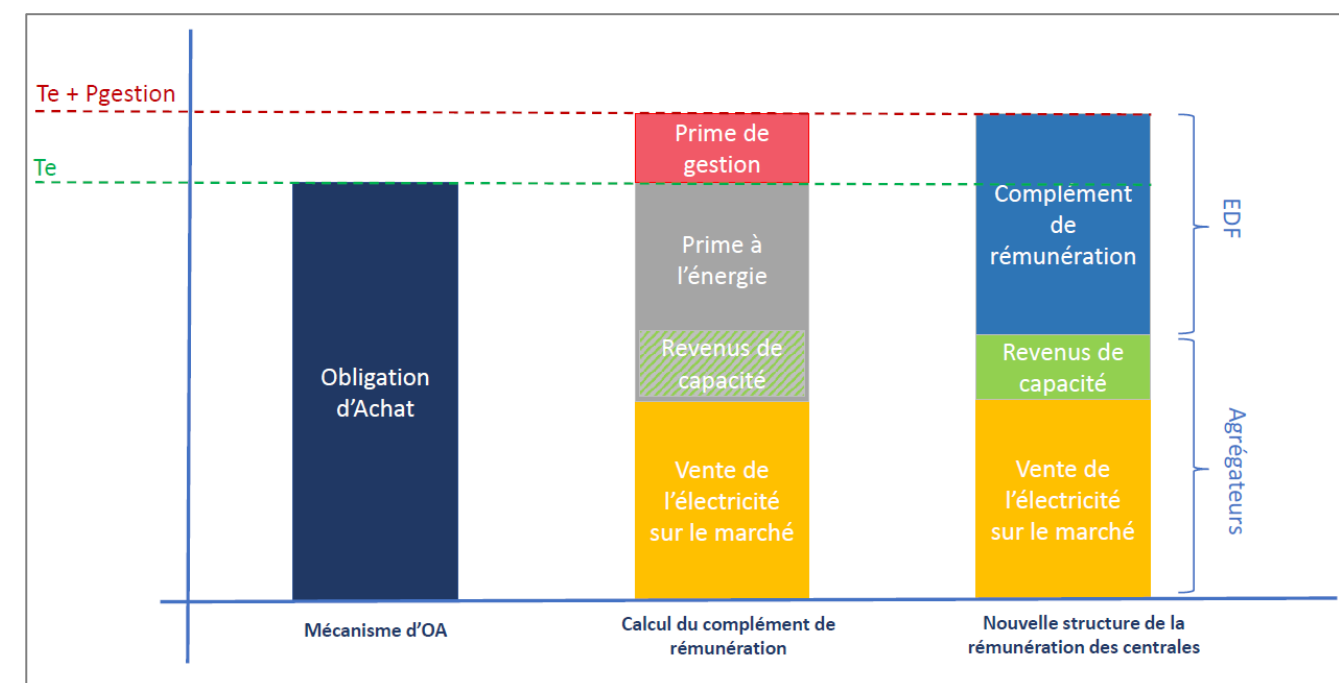 Te + Pgestion
Te
Obligation
d'Achat
Prime de
gestion
Prime à
l'énergie
Revenus de
capacité
Vente de
l'électricité
sur le marché
Complément
de
rémunération
Revenus de
capacité
Vente de
l'électricité
sur le marché
EDF
Agrégateurs
Mécanisme d'OA
Calcul du complément de
rémunération
Nouvelle structure de la
rémunération des centrales